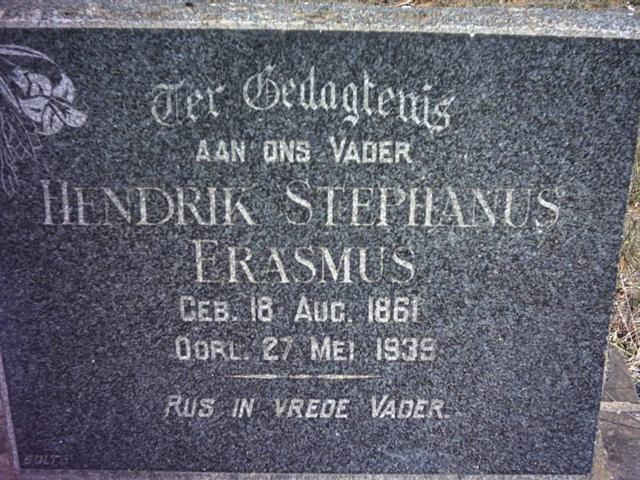 Ter Gedagtenis
AAN ONS VADER
HENDRIK STEPHANUS
ERASMUS
GEB. 18 AUG. 1861
OORL. 27 MEI 1939
RUS IN VREDE VADER.